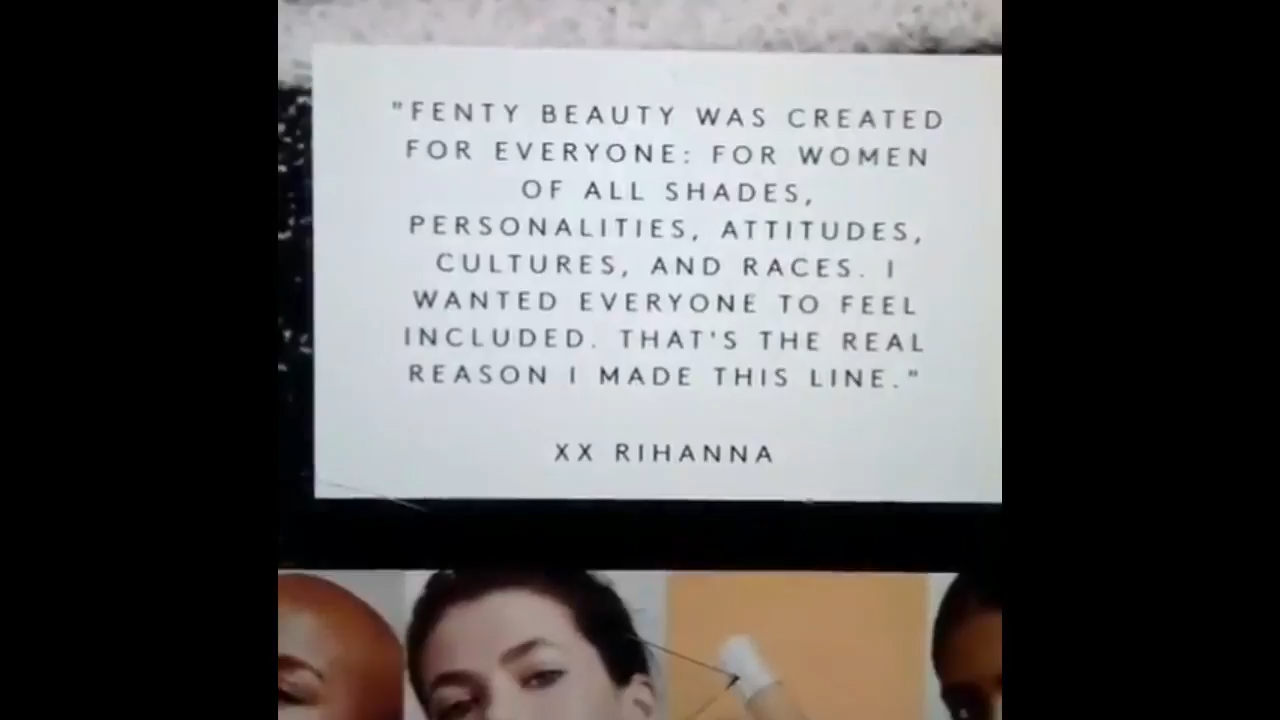 "FENTY BEAUTY WAS CREATED
FOR EVERYONE: FOR WOMEN
OF ALL SHADES,
PERSONALITIES, ATTITUDES,
CULTURES, AND RACES. I
WANTED EVERYONE TO FEEL
INCLUDED. THAT'S THE REAL
REASON I MADE THIS LINE."
XX RIHANNA